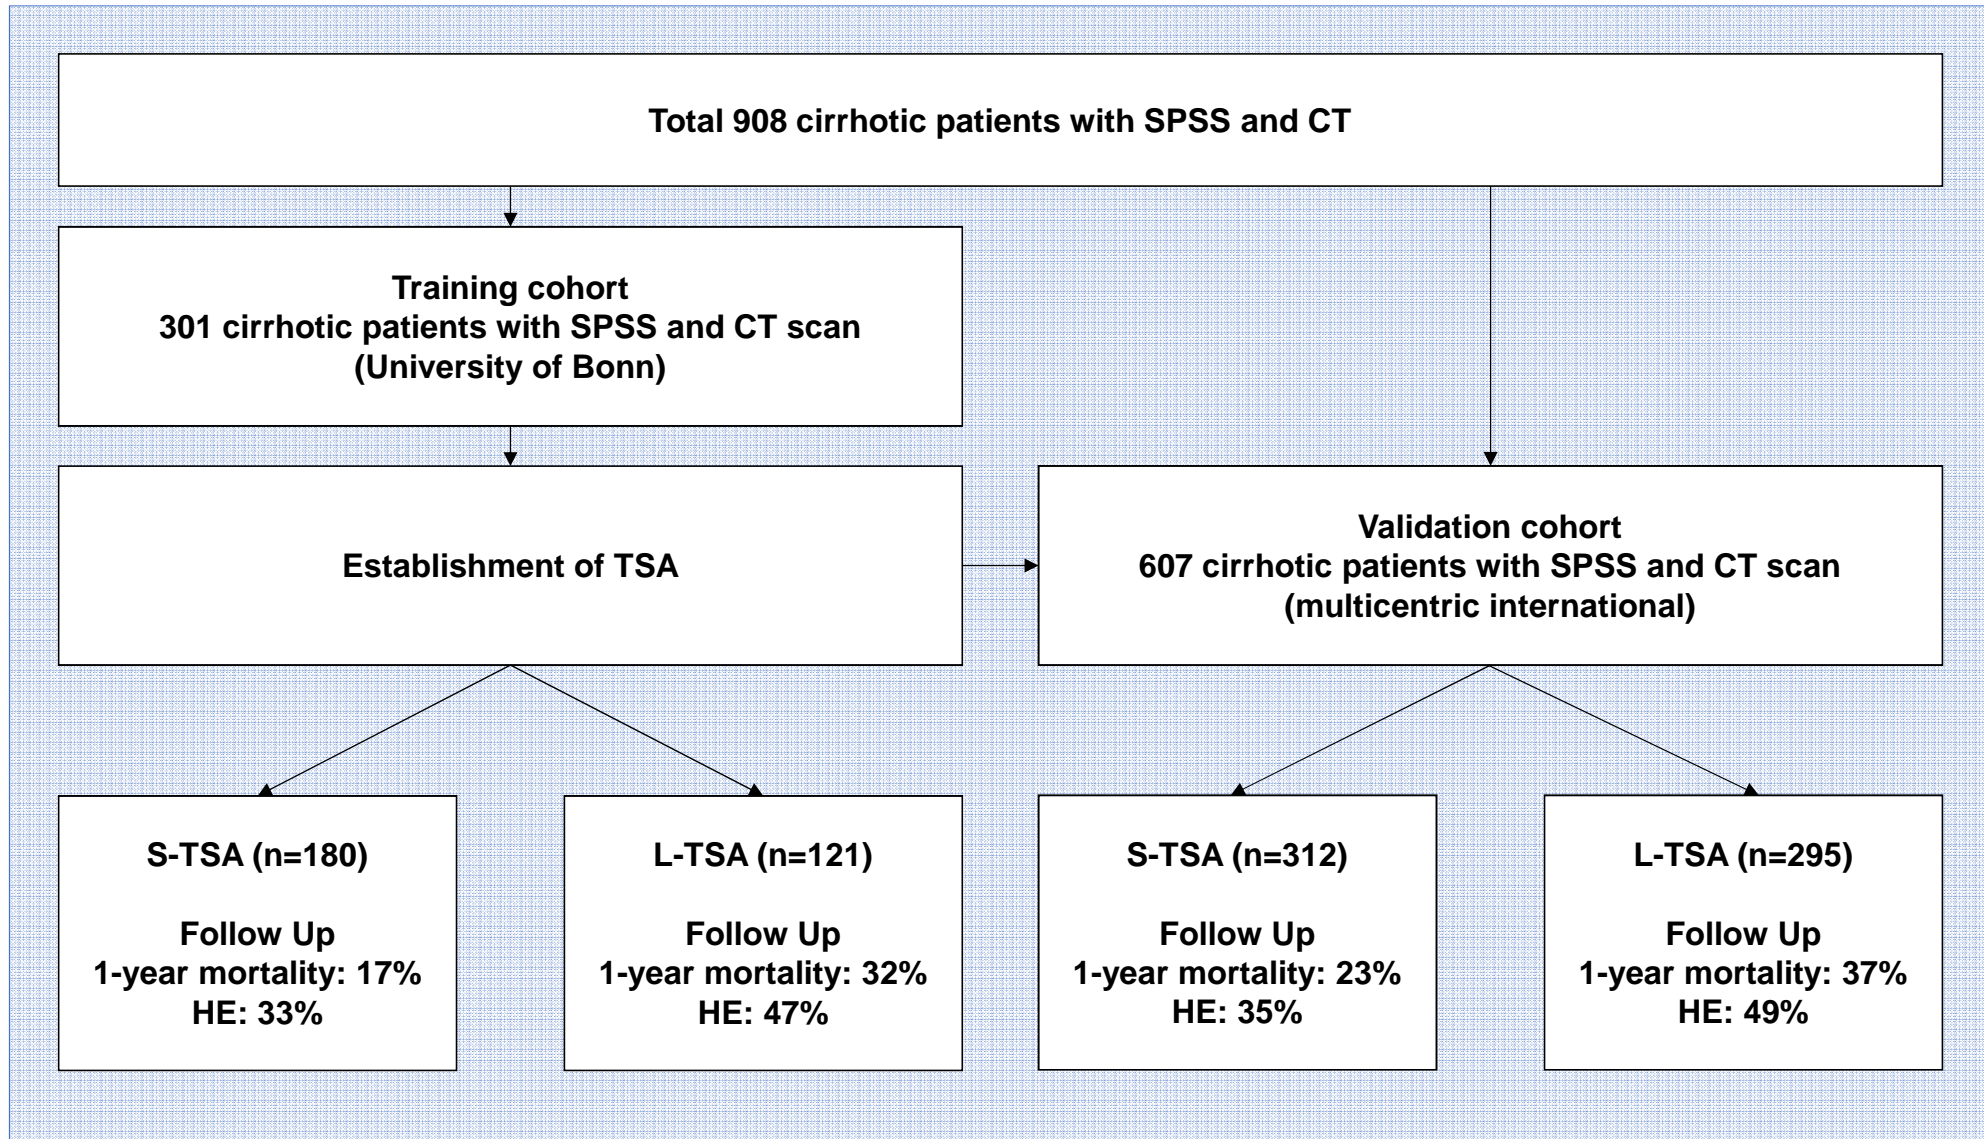 Total 908 cirrhotic patients with SPSS and CT
Training cohort
301 cirrhotic patients with SPSS and CT scan
(University of Bonn)
Establishment of TSA
Validation cohort
607 cirrhotic patients with SPSS and CT scan
(multicentric international)
S-TSA (n=180)
Follow Up
1-year mortality: 17%
HE: 33%
L-TSA (n=121)
Follow Up
1-year mortality: 32%
HE: 47%
S-TSA (n=312)
Follow Up
1-year mortality: 23%
HE: 35%
L-TSA (n=295)
Follow Up
1-year mortality: 37%
HE: 49%